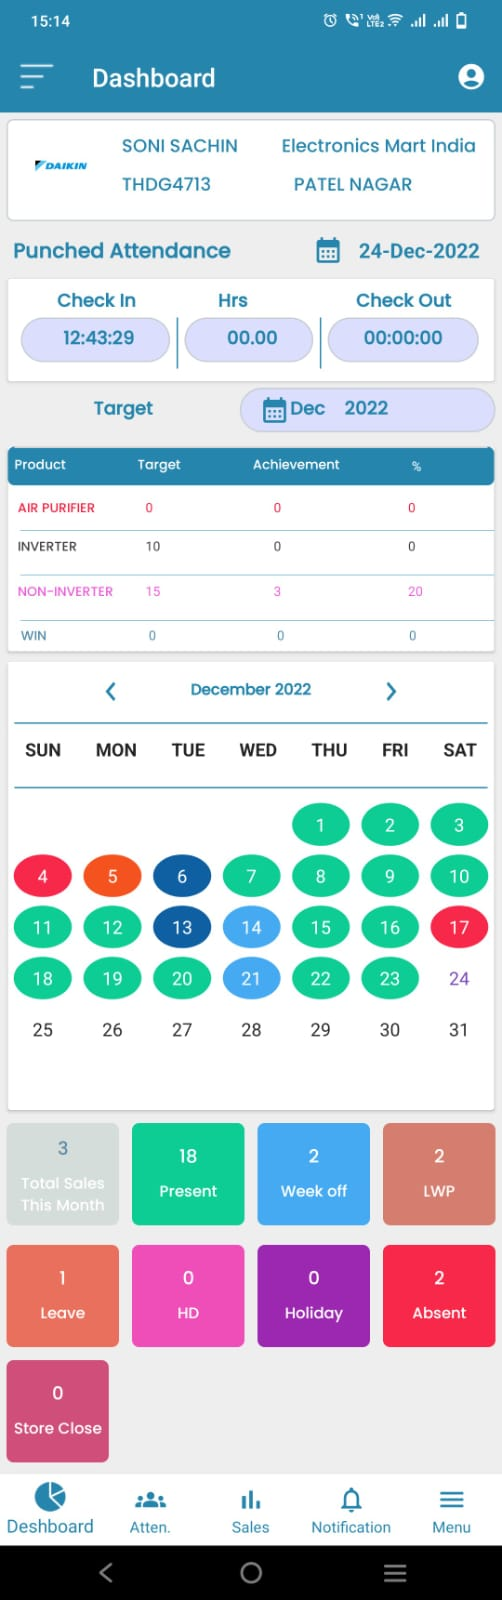 15:14 Vo) LTE2
Dashboard
DAIKIN
SONI SACHIN Electronics Mart India
THDG4713 PATEL NAGAR
Punched Attendance 24-Dec-2022
Check In Hrs Check Out
12:43:29 00.00 00:00:00
Target Dec 2022
Product Target Achievement %
AIR PURIFIER 0 0 0
INVERTER 10 0 0
NON-INVERTER 15 3 20
WIN 0 0 0
December 2022
SUN MON TUE WED THU FRI SAT
1 2 3
4 5 6 7 8 9 10
11 12 13 14 15 16 17
18 19 20 21 22 23 24
25 26 27 28 29 30 31
3 18 2 2
Total Sales Present Week off LWP
This Month
1 0 0 2
Leave HD Holiday Absent
0
Store Close
Deshboard Atten. Sales Notification Menu